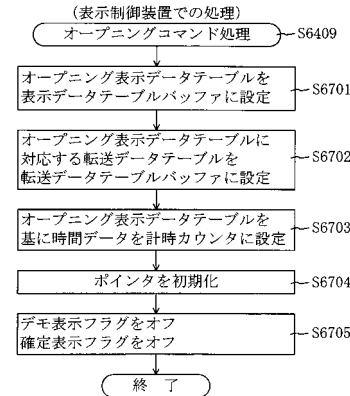 (表示制御装置での処理)
オープニングコマンド処理
S6409
オープニング表示データテーブルを
表示データテーブルバッファに設定
S6701
オープニング表示データテーブルに
対応する転送データテーブルを
転送データテーブルバッファに設定
S6702
オープニング表示データテーブルを
基に時間データを計時カウンタに設定
S6703
ポインタを初期化
S6704
デモ表示フラグをオフ
確定表示フラグをオフ
S6705
終 了